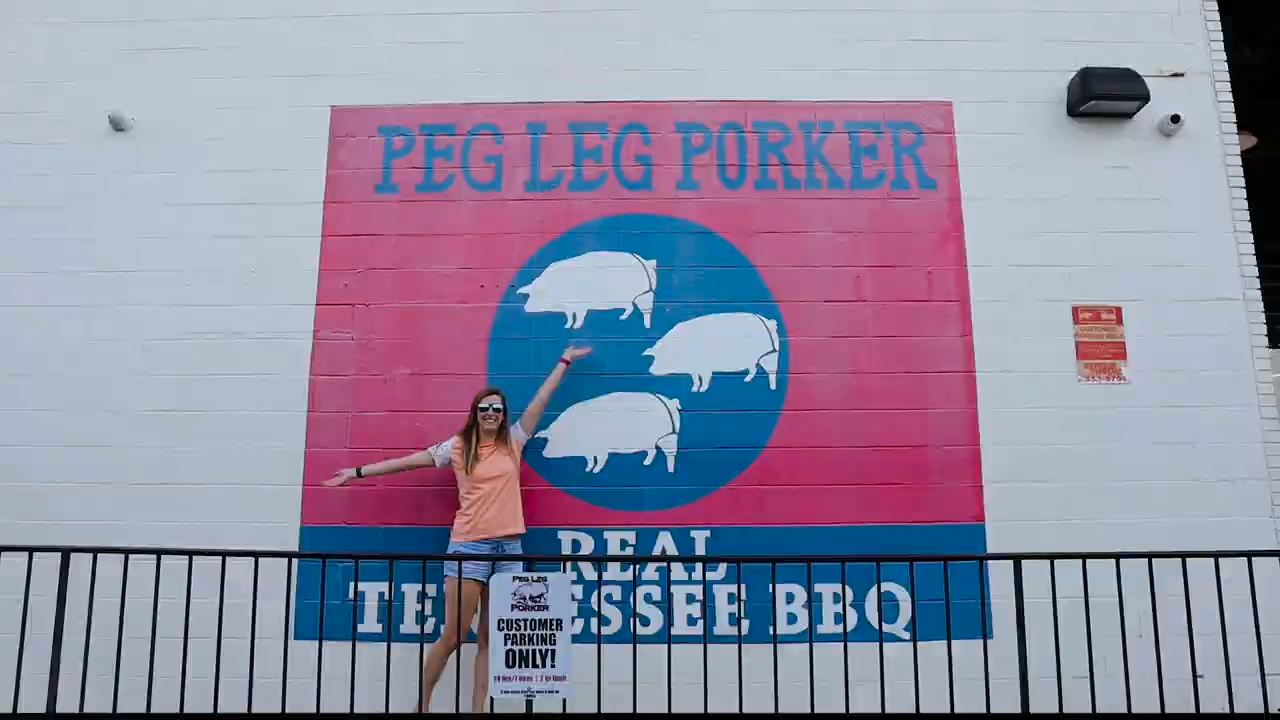 PEG LEG PORKER
REAL
TENNESSEE BBQ
PEG LEG
PORKER
CUSTOMER
PARKING
ONLY!